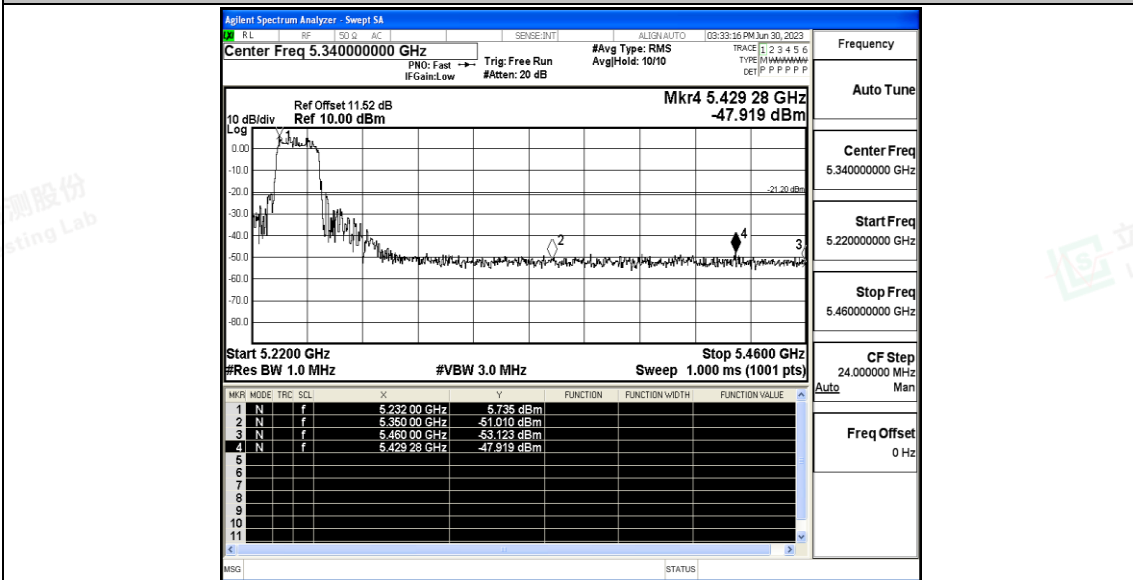 Agilent Spectrum Analyzer - Swept SA
LXI RL RF 50 Ω AC SENSE:INT ALIGNAUTO 03:33:16 PM Jun 30, 2023
Center Freq 5.340000000 GHz
PNO: Fast
IFGain:Low
Trig: Free Run
#Atten: 20 dB
#Avg Type: RMS
Avg|Hold: 10/10
TRACE 1 2 3 4 5 6
TYPE M WWWWW
DET P P P P P P
Mkr4 5.429 28 GHz
-47.919 dBm
Ref Offset 11.52 dB
10 dB/div Ref 10.00 dBm
Log
1
0.00
-10.0
-20.0
-21.20 dBm
-30.0
-40.0
2
4
3
-50.0
-60.0
-70.0
-80.0
Start 5.2200 GHz Stop 5.4600 GHz
#Res BW 1.0 MHz #VBW 3.0 MHz Sweep 1.000 ms (1001 pts)
MKR MODE TRC SCL X Y FUNCTION FUNCTION WIDTH FUNCTION VALUE
1 N f 5.232 00 GHz 5.735 dBm
2 N f 5.350 00 GHz -51.010 dBm
3 N f 5.460 00 GHz -53.123 dBm
4 N f 5.429 28 GHz -47.919 dBm
5
6
7
8
9
10
11
MSG STATUS
Frequency
Auto Tune
Center Freq
5.340000000 GHz
Start Freq
5.220000000 GHz
Stop Freq
5.460000000 GHz
CF Step
24.000000 MHz
Auto Man
Freq Offset
0 Hz
测股份
sting Lab
LCS
立